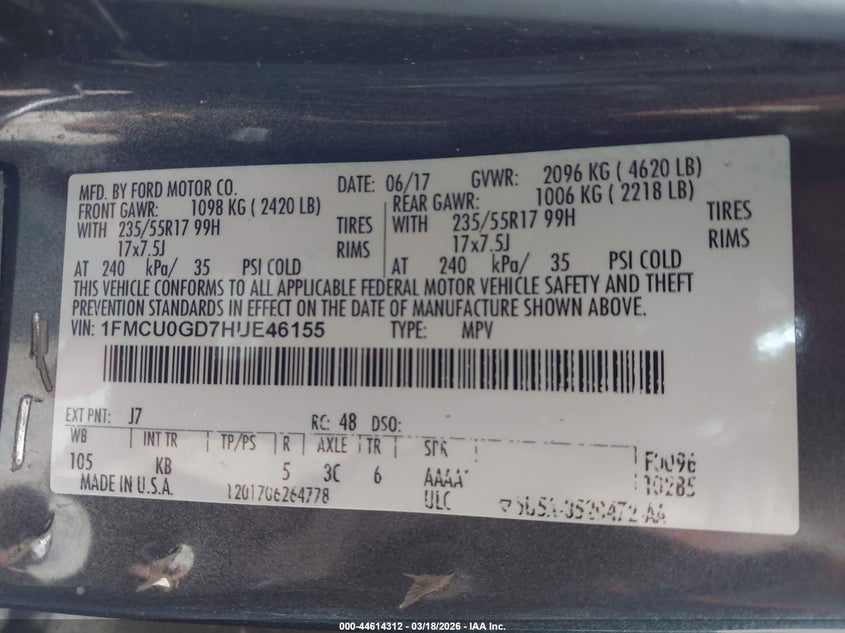 MFD. BY FORD MOTOR CO. DATE: 06/17 GVWR: 2096 KG ( 4620 LB)
FRONT GAWR: 1098 KG ( 2420 LB) REAR GAWR: 1006 KG ( 2218 LB)
WITH 235/55R17 99H TIRES WITH 235/55R17 99H TIRES
17x7.5J RIMS 17x7.5J RIMS
AT 240 kPa/ 35 PSI COLD AT 240 kPa/ 35 PSI COLD
THIS VEHICLE CONFORMS TO ALL APPLICABLE FEDERAL MOTOR VEHICLE SAFETY AND THEFT
PREVENTION STANDARDS IN EFFECT ON THE DATE OF MANUFACTURE SHOWN ABOVE.
VIN: 1FMCU0GD7HUE46155 TYPE: MPV
EXT PNT: J7 RC: 48 DSO:
WB INT TR TP/PS R AXLE TR SPR F0096
105 KB 5 3C 6 AAAA 10285
MADE IN U.S.A. 1201706264778 ULC
000-44614312 - 03/18/2026 - IAA Inc.